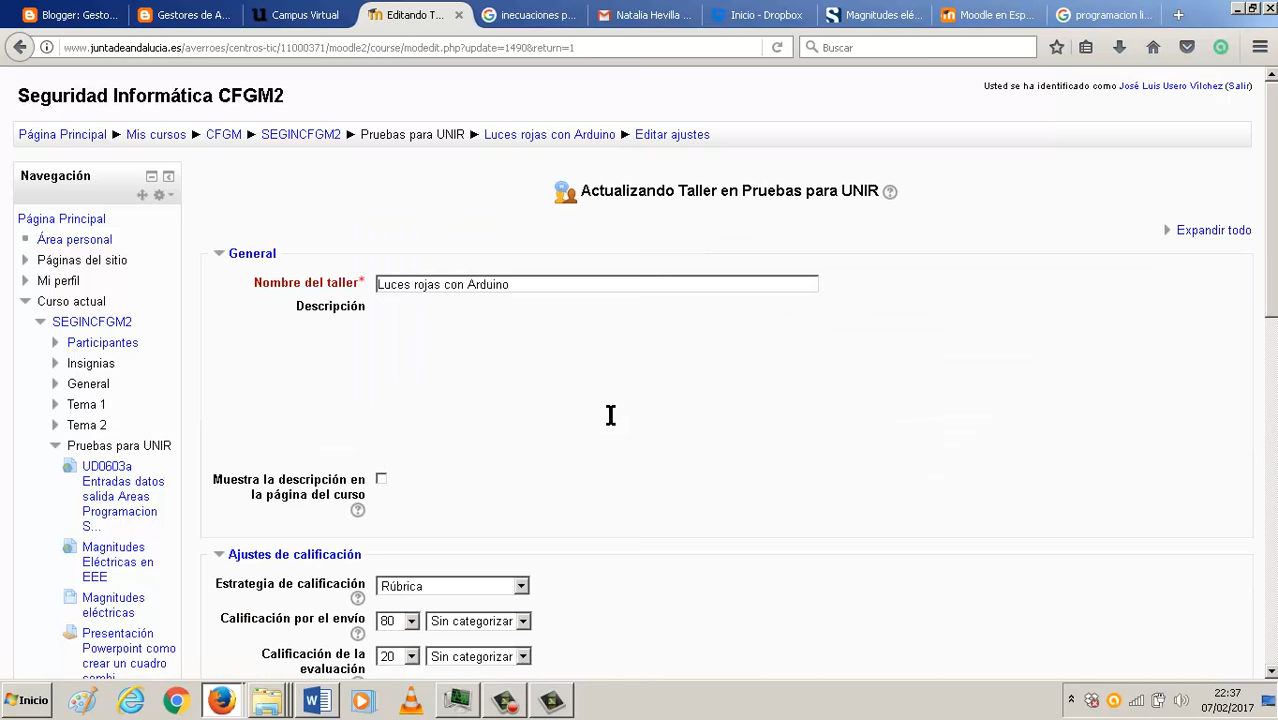 Blogger: Blogger
Gestores de A...
Campus Virtual
Editando T...
inecuaciones p...
Natalia Hevilla ...
Inicio - Dropbox
Magnitudes elé...
Moodle en Esp...
programacion li...
www.juntadeandalucia.es/averroes/centros-tic/11000371/moodle2/course/modedit.php?update=1490&return=1
Buscar
Seguridad Informática CFGM2
Usted se ha identificado como José Luis Usero Vílchez (Salir)
Página Principal ▶ Mis cursos ▶ CFGM ▶ SEGINCFGM2 ▶ Pruebas para UNIR ▶ Luces rojas con Arduino ▶ Editar ajustes
Navegación
Página Principal
Área personal
Páginas del sitio
Mi perfil
Curso actual
SEGINCFGM2
Participantes
Insignias
General
Tema 1
Tema 2
Pruebas para UNIR
UD0603a
Entradas datos
salida Areas
Programacion
S...
Magnitudes
Eléctricas en
EEE
Magnitudes
eléctricas
Presentación
Powerpoint como
crear un cuadro
Actualizando Taller en Pruebas para UNIR
Expandir todo
General
Nombre del taller* Luces rojas con Arduino
Descripción
Muestra la descripción en
la página del curso
Ajustes de calificación
Estrategia de calificación Rúbrica
Calificación por el envío 80 Sin categorizar
Calificación de la 20 Sin categorizar
evaluación
Inicio
22:37
07/02/2017